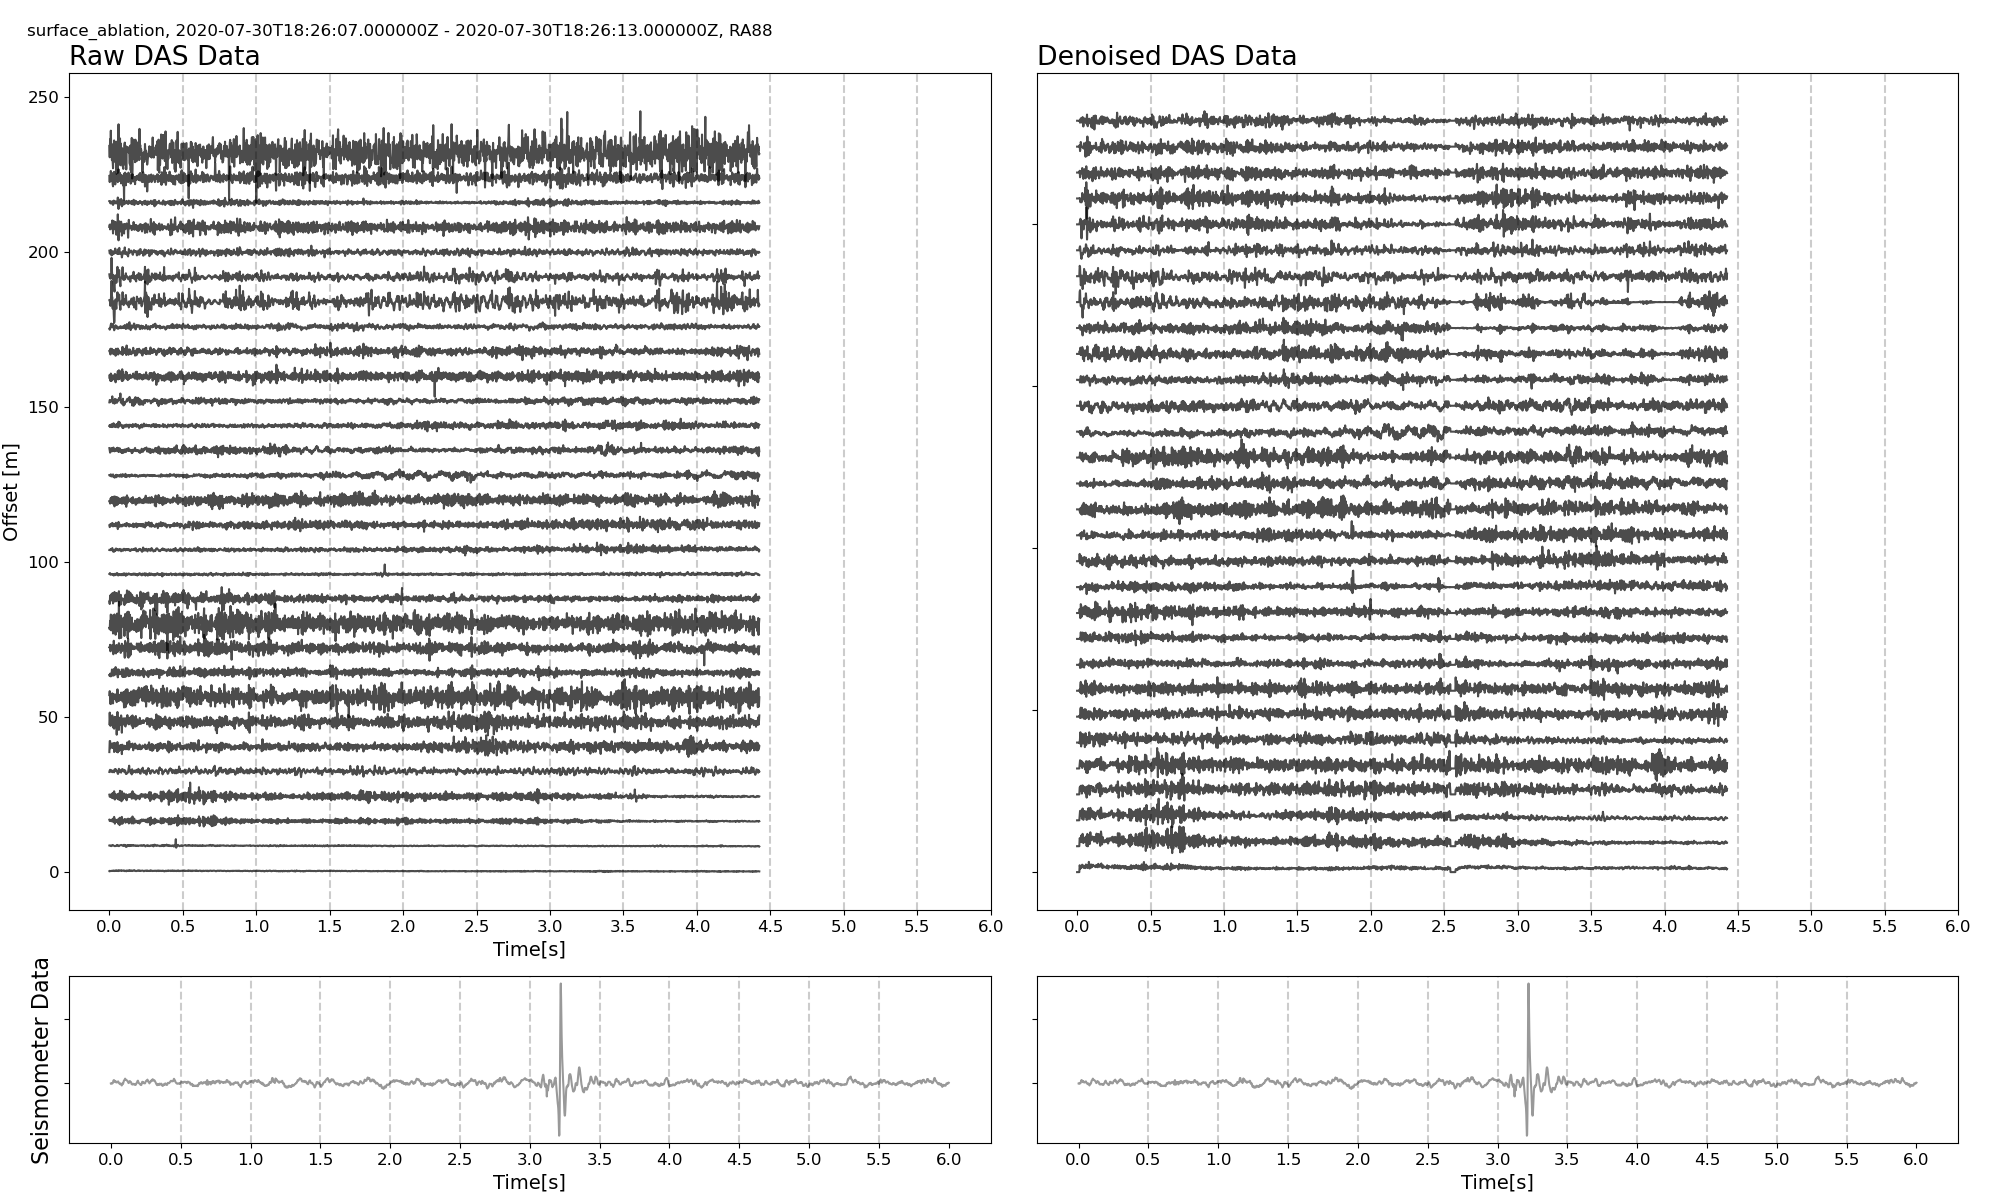 surface_ablation, 2020-07-30T18:26:07.000000Z - 2020-07-30T18:26:13.000000Z, RA88
Raw DAS Data
Denoised DAS Data
Offset [m]
250
200
150
100
50
0
0.0 0.5 1.0 1.5 2.0 2.5 3.0 3.5 4.0 4.5 5.0 5.5 6.0
Time[s]
0.0 0.5 1.0 1.5 2.0 2.5 3.0 3.5 4.0 4.5 5.0 5.5 6.0
Seismometer Data
0.0 0.5 1.0 1.5 2.0 2.5 3.0 3.5 4.0 4.5 5.0 5.5 6.0
Time[s]
0.0 0.5 1.0 1.5 2.0 2.5 3.0 3.5 4.0 4.5 5.0 5.5 6.0
Time[s]